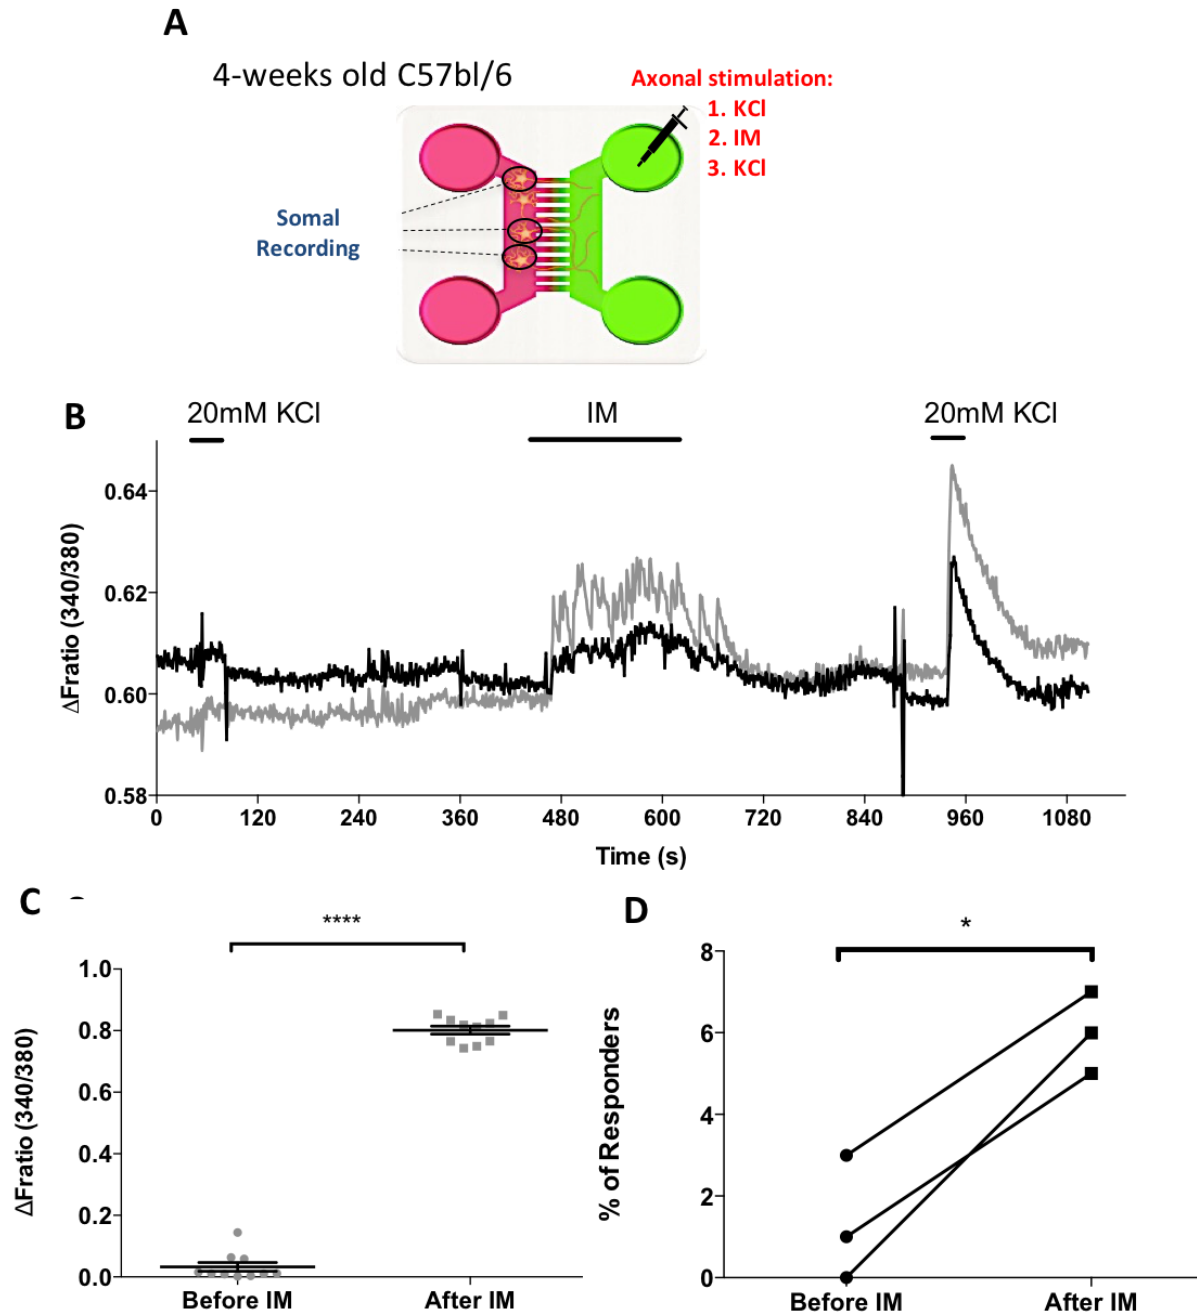 A
4-weeks old C57bl/6
Axonal stimulation:
1. KCl
2. IM
3. KCl
Somal
Recording
B
20mM KCl
IM
20mM KCl
ΔFratio (340/380)
0.64
0.62
0.60
0.58
0
120
240
360
480
600
720
840
960
1080
Time (s)
C
****
ΔFratio (340/380)
1.0
0.8
0.6
0.4
0.2
0.0
Before IM
After IM
D
*
% of Responders
8
6
4
2
0
Before IM
After IM